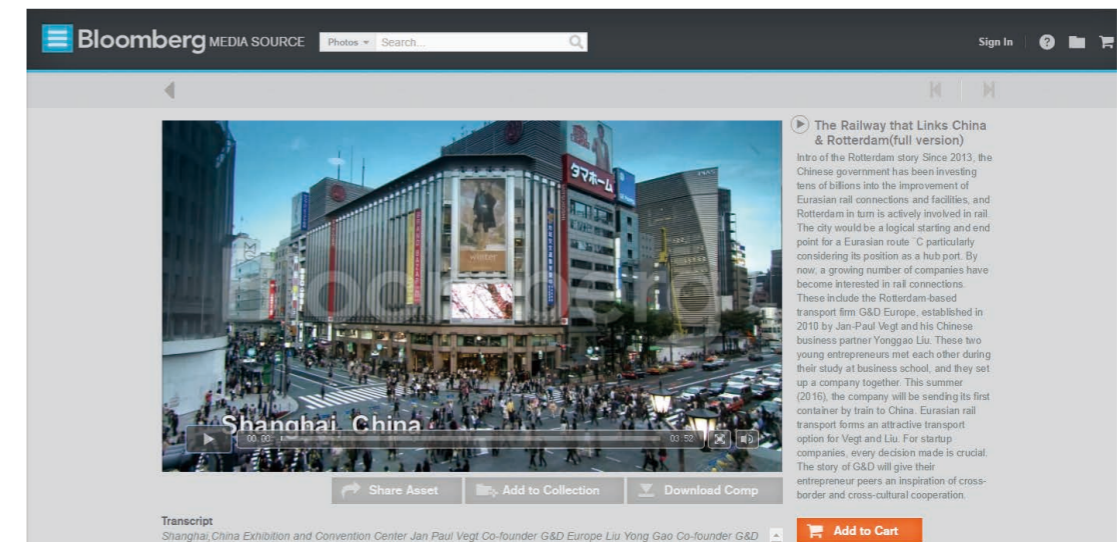 Bloomberg MEDIA SOURCE Photos Search... Sign In ?
タマホーム
winter
Bloomberg
Shanghai, China
00:00 03:52
Share Asset Add to Collection Download Comp
Transcript
Shanghai,China Exhibition and Convention Center Jan Paul Vegt Co-founder G&D Europe Liu Yong Gao Co-founder G&D
The Railway that Links China
& Rotterdam(full version)
Intro of the Rotterdam story Since 2013, the
Chinese government has been investing
tens of billions into the improvement of
Eurasian rail connections and facilities, and
Rotterdam in turn is actively involved in rail.
The city would be a logical starting and end
point for a Eurasian route ¨C particularly
considering its position as a hub port. By
now, a growing number of companies have
become interested in rail connections.
These include the Rotterdam-based
transport firm G&D Europe, established in
2010 by Jan-Paul Vegt and his Chinese
business partner Yonggao Liu. These two
young entrepreneurs met each other during
their study at business school, and they set
up a company together. This summer
(2016), the company will be sending its first
container by train to China. Eurasian rail
transport forms an attractive transport
option for Vegt and Liu. For startup
companies, every decision made is crucial.
The story of G&D will give their
entrepreneur peers an inspiration of cross-
border and cross-cultural cooperation.
Add to Cart